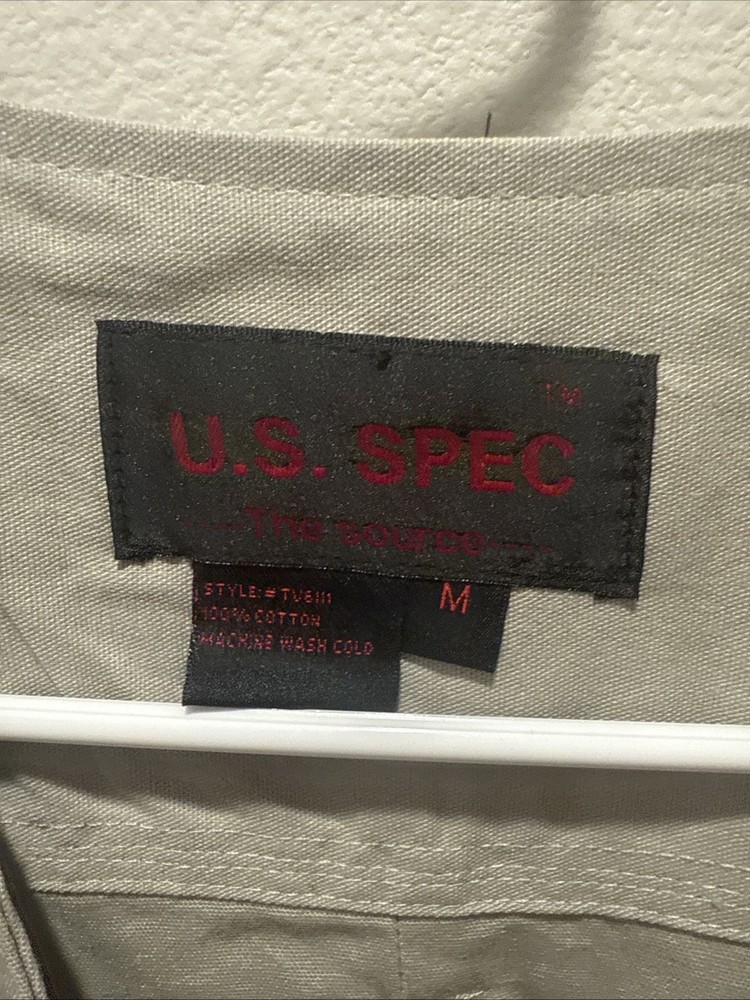 TM
U.S. SPEC
----The source----
STYLE:# TV6111
100% COTTON
MACHINE WASH COLD
M